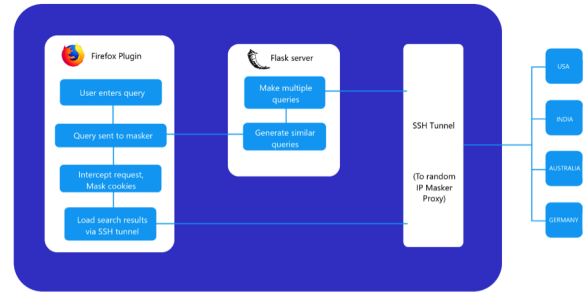 Firefox Plugin
User enters query
Query sent to masker
Intercept request,
Mask cookies
Load search results
via SSH tunnel
Flask server
Make multiple
queries
Generate similar
queries
SSH Tunnel
(To random
IP Masker
Proxy)
USA
INDIA
AUSTRALIA
GERMANY